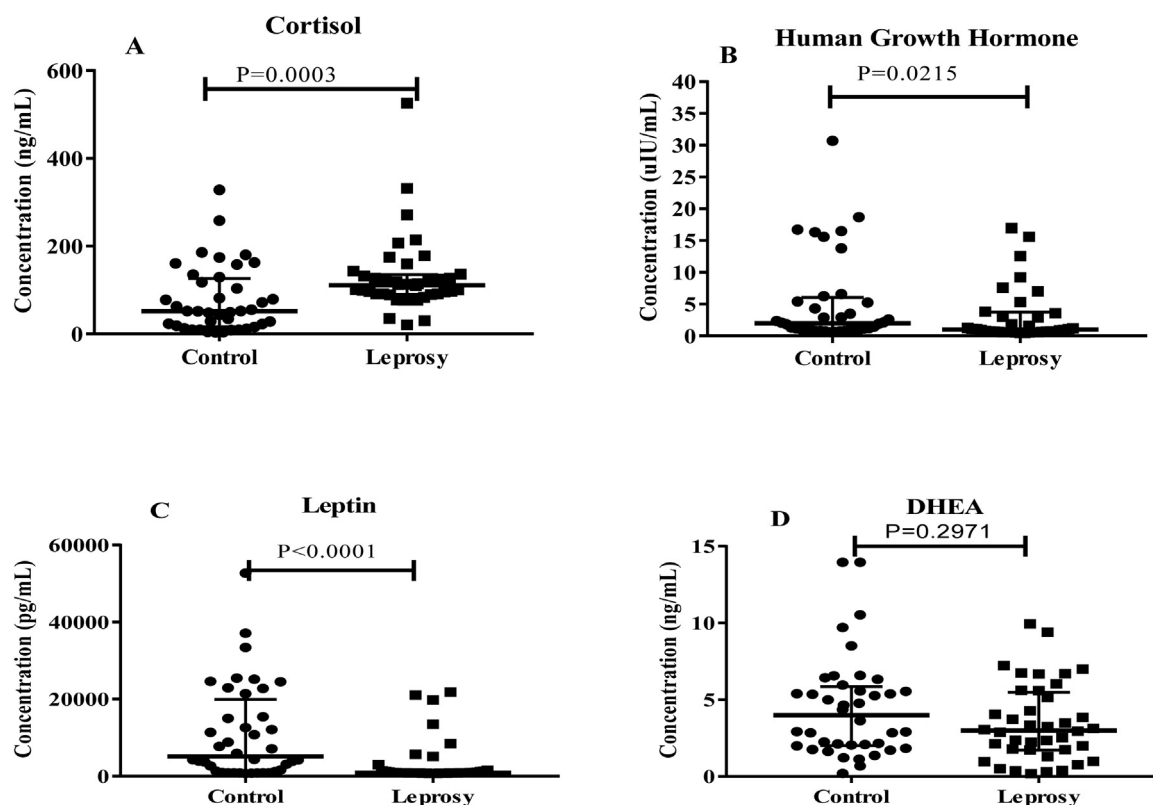 A
Cortisol
P=0.0003
Concentration (ng/mL)
600
400
200
0
Control
Leprosy
B
Human Growth Hormone
P=0.0215
Concentration (uIU/mL)
40
35
30
25
20
15
10
5
0
Control
Leprosy
C
Leptin
P<0.0001
Concentration (pg/mL)
60000
40000
20000
0
Control
Leprosy
D
DHEA
P=0.2971
Concentration (ng/mL)
15
10
5
0
Control
Leprosy